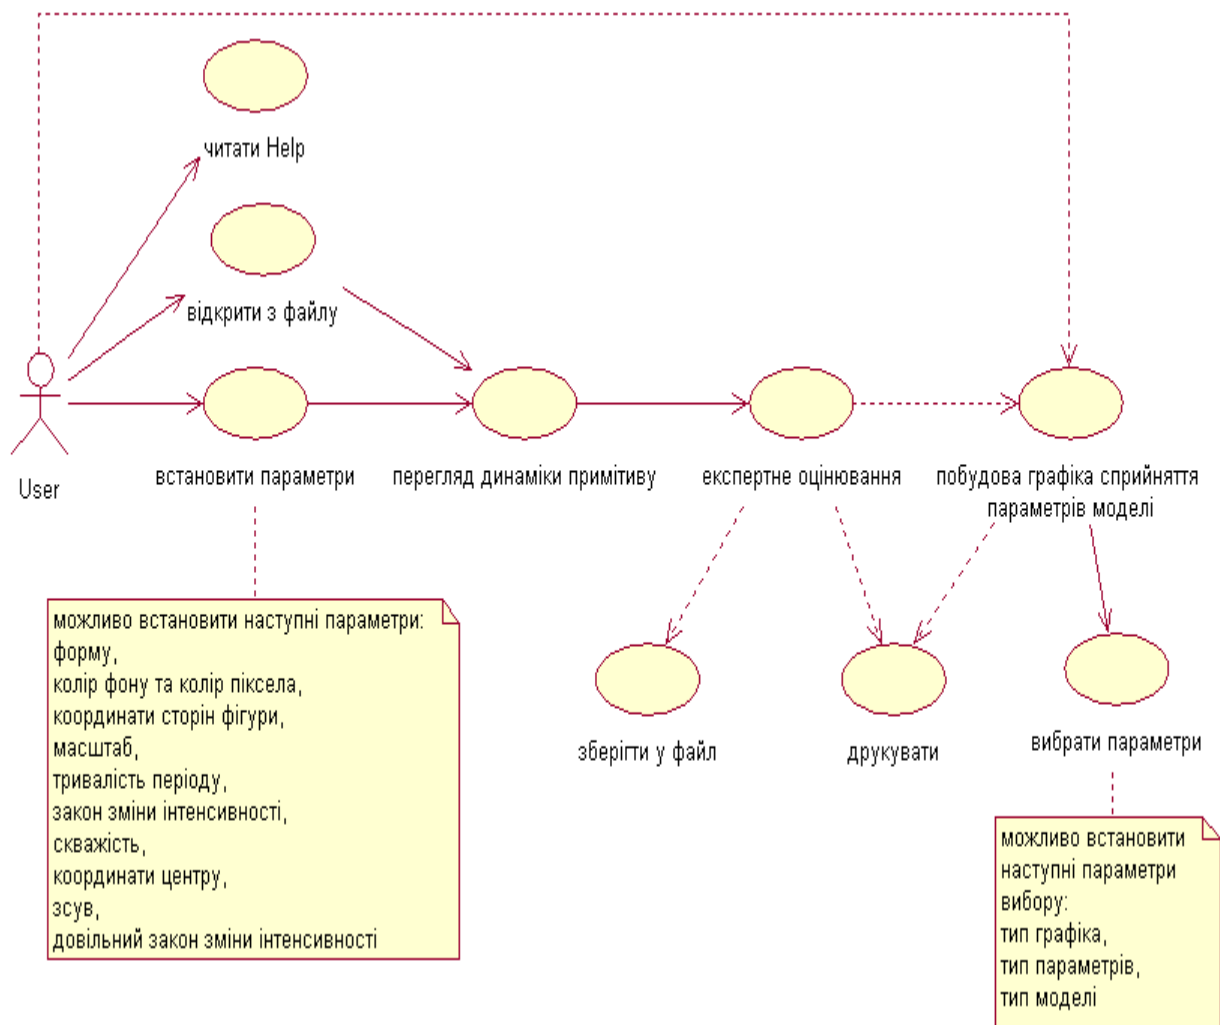 читати Help
відкрити з файлу
User
встановити параметри
перегляд динаміки примітиву
експертне оцінювання
побудова графіка сприйняття
параметрів моделі
можливо встановити наступні параметри:
форму,
колір фону та колір піксела,
координати сторін фігури,
масштаб,
тривалість періоду,
закон зміни інтенсивності,
скважість,
координати центру,
зсув,
довільний закон зміни інтенсивності
зберігти у файл
друкувати
вибрати параметри
можливо встановити
наступні параметри
вибору:
тип графіка,
тип параметрів,
тип моделі